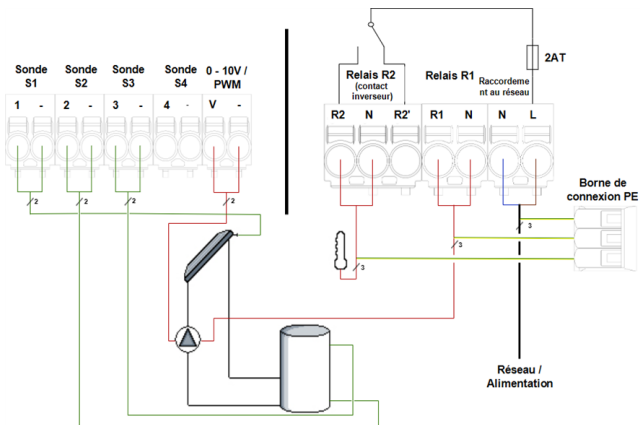 Sonde S1
Sonde S2
Sonde S3
Sonde S4
0 - 10V / PWM
1 - 2 - 3 - 4 - V -
2
2
2
2
2AT
Relais R2
(contact inverseur)
Relais R1
Raccordeme
nt au réseau
R2 N R2' R1 N N L
3
3
3
Borne de
connexion PE
Réseau /
Alimentation